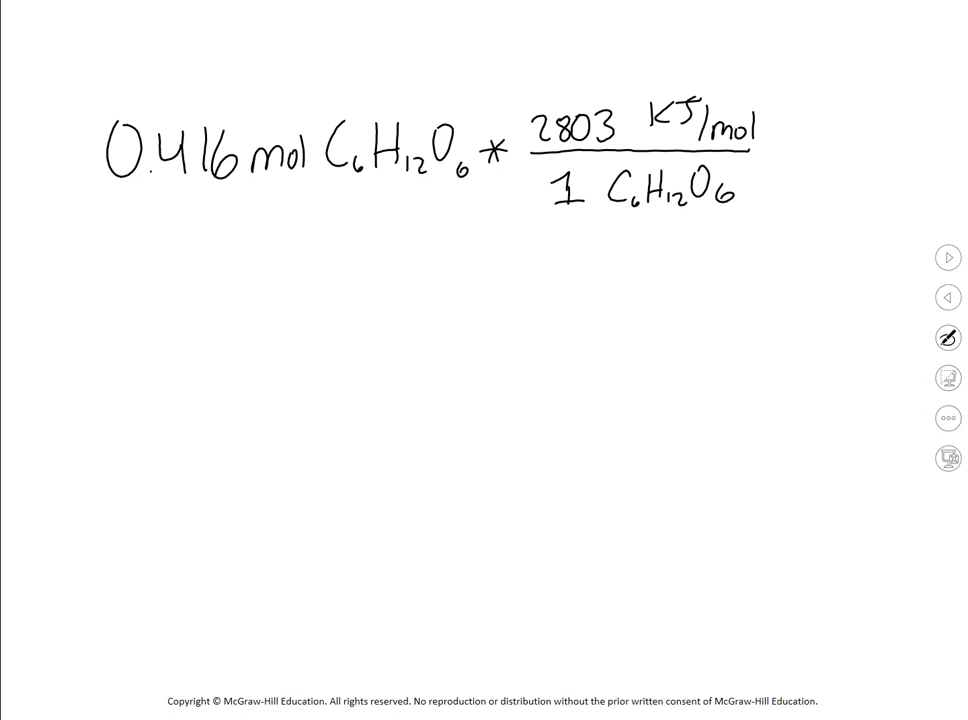 0.416 mol C₆H₁₂O₆ * 2803 KJ/mol
1 C₆H₁₂O₆
Copyright © McGraw-Hill Education. All rights reserved. No reproduction or distribution without the prior written consent of McGraw-Hill Education.